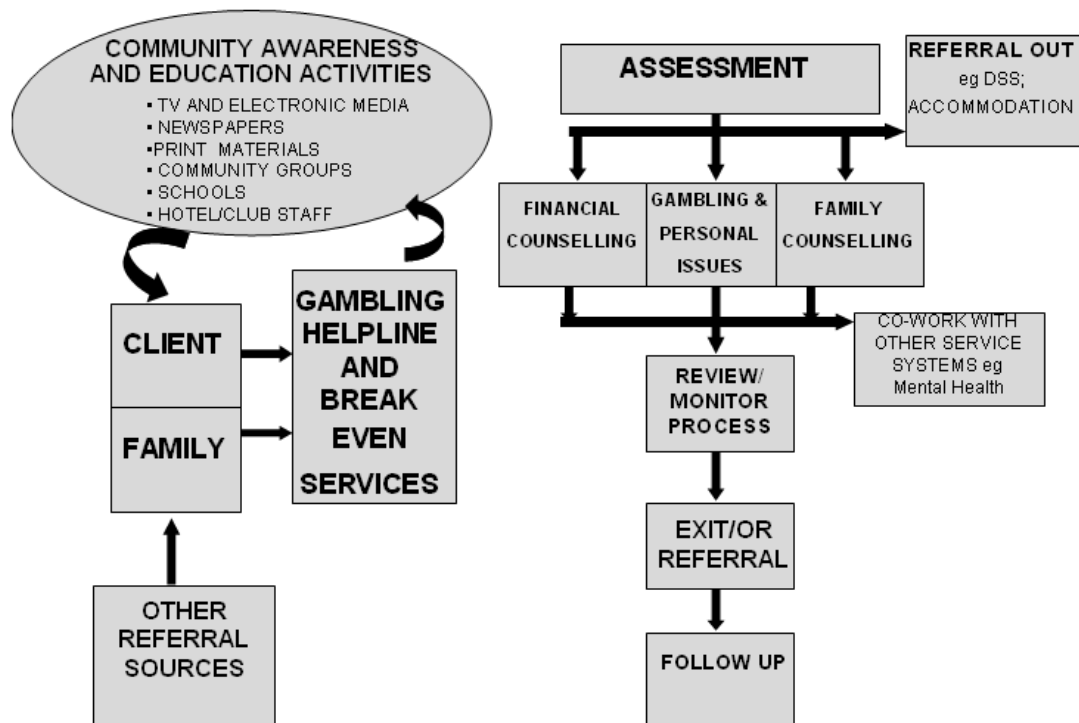 COMMUNITY AWARENESS
AND EDUCATION ACTIVITIES
▪ TV AND ELECTRONIC MEDIA
▪ NEWSPAPERS
▪PRINT MATERIALS
▪ COMMUNITY GROUPS
▪ SCHOOLS
▪ HOTEL/CLUB STAFF
CLIENT
FAMILY
GAMBLING
HELPLINE
AND
BREAK
EVEN
SERVICES
OTHER
REFERRAL
SOURCES
ASSESSMENT
REFERRAL OUT
eg DSS;
ACCOMMODATION
FINANCIAL
COUNSELLING
GAMBLING &
PERSONAL
ISSUES
FAMILY
COUNSELLING
CO-WORK WITH
OTHER SERVICE
SYSTEMS eg
Mental Health
REVIEW/
MONITOR
PROCESS
EXIT/OR
REFERRAL
FOLLOW UP